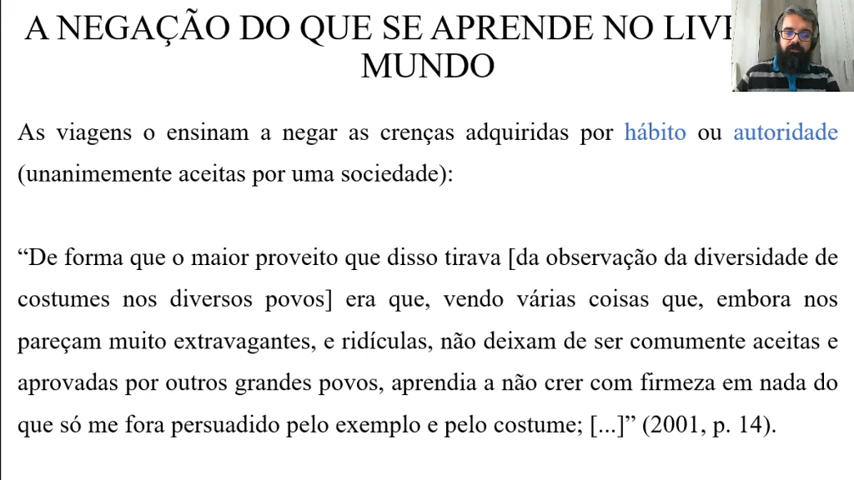 A NEGAÇÃO DO QUE SE APRENDE NO
MUNDO
As viagens o ensinam a negar as crenças adquiridas por hábito ou autoridade
(unanimemente aceitas por uma sociedade):
“De forma que o maior proveito que disso tirava [da observação da diversidade de
costumes nos diversos povos] era que, vendo várias coisas que, embora nos
pareçam muito extravagantes, e ridículas, não deixam de ser comumente aceitas e
aprovadas por outros grandes povos, aprendia a não crer com firmeza em nada do
que só me fora persuadido pelo exemplo e pelo costume; [...]” (2001, p. 14).